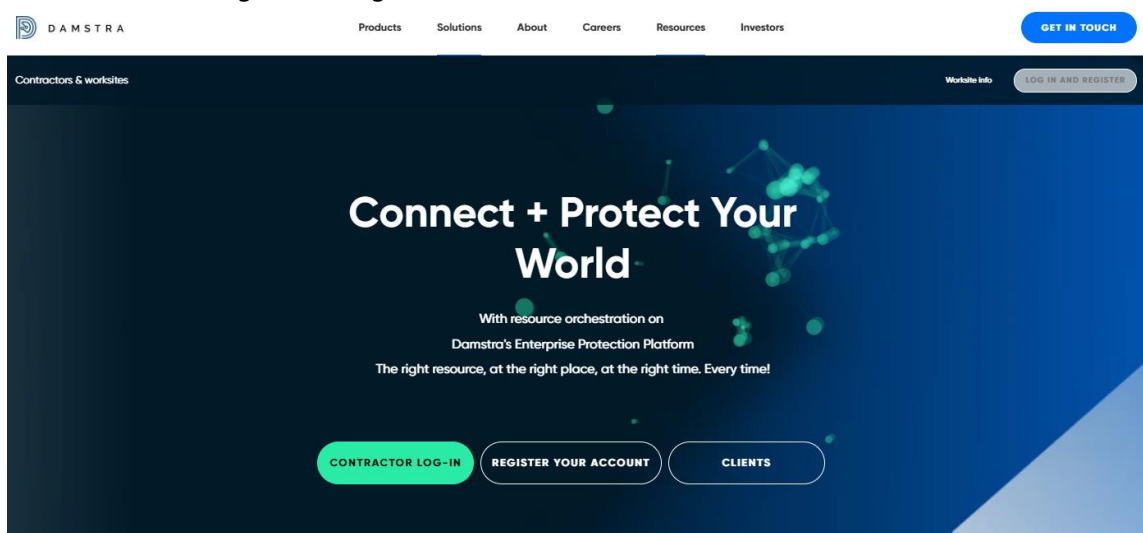 DAMSTRA
Products Solutions About Careers Resources Investors
GET IN TOUCH
Contractors & worksites
Worksite info
LOG IN AND REGISTER
Connect + Protect Your
World
With resource orchestration on
Damstra's Enterprise Protection Platform
The right resource, at the right place, at the right time. Every time!
CONTRACTOR LOG-IN
REGISTER YOUR ACCOUNT
CLIENTS